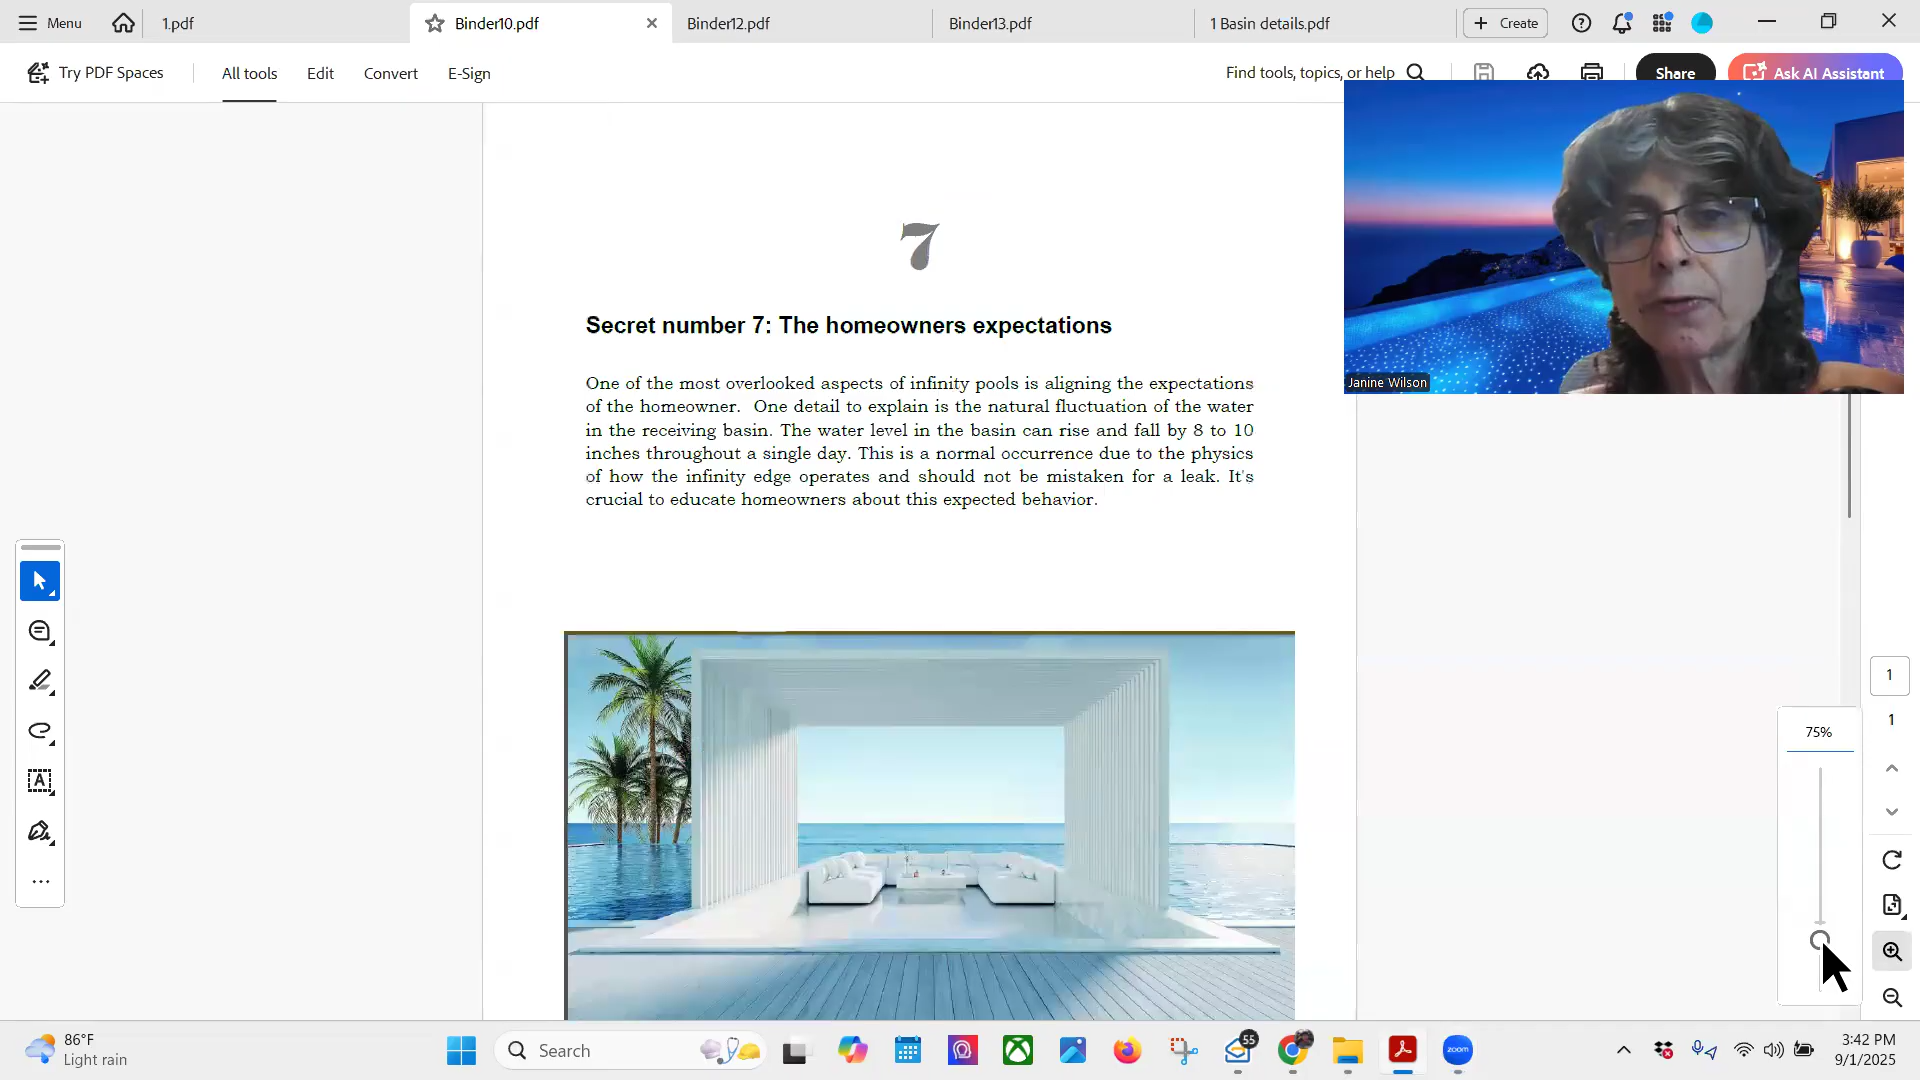 Menu
1.pdf
Binder10.pdf
Binder12.pdf
Binder13.pdf
1 Basin details.pdf
Create
Try PDF Spaces
All tools
Edit
Convert
E-Sign
Find tools, topics, or help
Share
Ask AI Assistant
Janine Wilson
7
Secret number 7: The homeowners expectations
One of the most overlooked aspects of infinity pools is aligning the expectations
of the homeowner. One detail to explain is the natural fluctuation of the water
in the receiving basin. The water level in the basin can rise and fall by 8 to 10
inches throughout a single day. This is a normal occurrence due to the physics
of how the infinity edge operates and should not be mistaken for a leak. It's
crucial to educate homeowners about this expected behavior.
1
1
75%
86°F
Light rain
Search
55
zoom
3:42 PM
9/1/2025